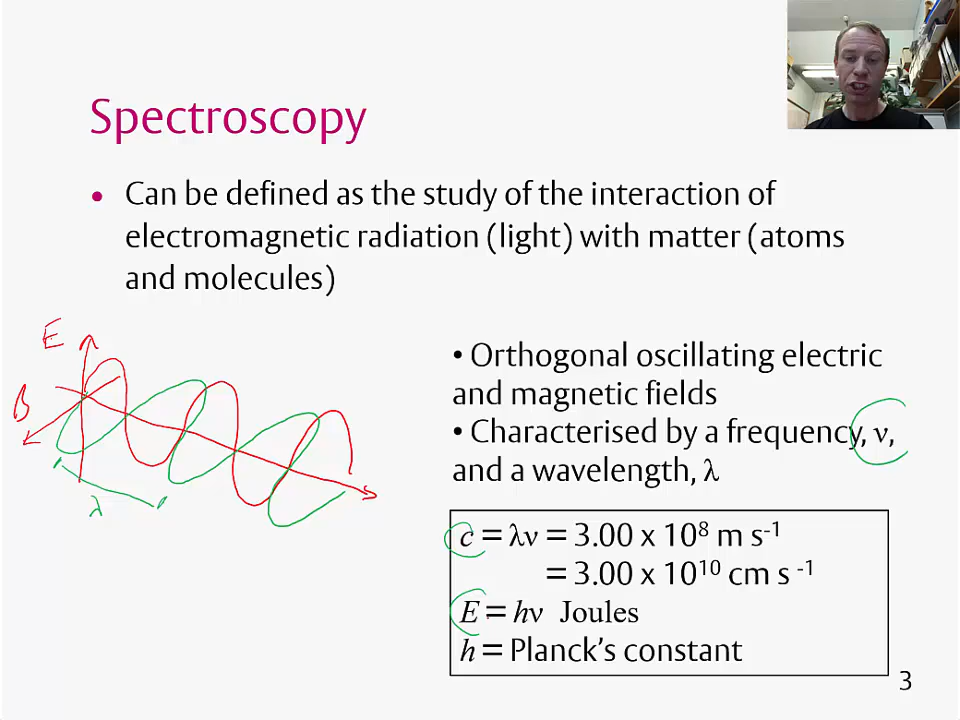 Spectroscopy
• Can be defined as the study of the interaction of
electromagnetic radiation (light) with matter (atoms
and molecules)
E
B
λ
• Orthogonal oscillating electric
and magnetic fields
• Characterised by a frequency, ν,
and a wavelength, λ
c = λν = 3.00 x 10⁸ m s⁻¹
= 3.00 x 10¹⁰ cm s ⁻¹
E = hν Joules
h = Planck’s constant
3